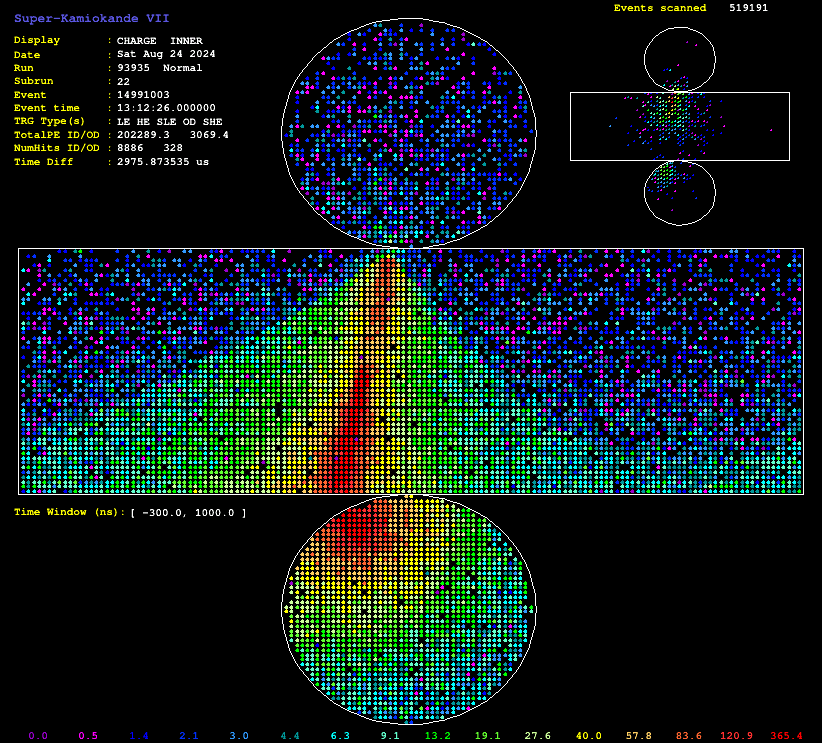 Super-Kamiokande VII
Events scanned 519191
Display : CHARGE INNER
Date : Sat Aug 24 2024
Run : 93935 Normal
Subrun : 22
Event : 14991003
Event time : 13:12:26.000000
TRG Type(s) : LE HE SLE OD SHE
TotalPE ID/OD : 202289.3 3069.4
NumHits ID/OD : 8886 328
Time Diff : 2975.873535 us
Time Window (ns): [ -300.0, 1000.0 ]
0.0 0.5 1.4 2.1 3.0 4.4 6.3 9.1 13.2 19.1 27.6 40.0 57.8 83.6 120.9 365.4